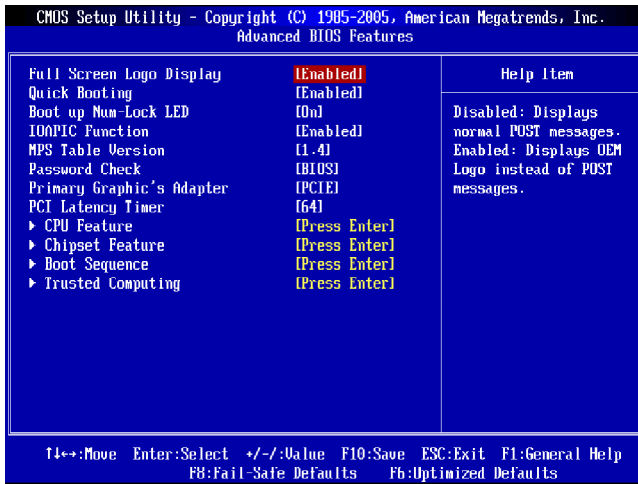 CMOS Setup Utility - Copyright (C) 1985-2005, American Megatrends, Inc.
Advanced BIOS Features
Full Screen Logo Display [Enabled]
Quick Booting [Enabled]
Boot up Num-Lock LED [On]
IOAPIC Function [Enabled]
MPS Table Version [1.4]
Password Check [BIOS]
Primary Graphic's Adapter [PCIE]
PCI Latency Timer [64]
▶ CPU Feature [Press Enter]
▶ Chipset Feature [Press Enter]
▶ Boot Sequence [Press Enter]
▶ Trusted Computing [Press Enter]
Help Item
Disabled: Displays
normal POST messages.
Enabled: Displays OEM
Logo instead of POST
messages.
↑↓←→:Move Enter:Select +/-/:Value F10:Save ESC:Exit F1:General Help
F8:Fail-Safe Defaults F6:Optimized Defaults